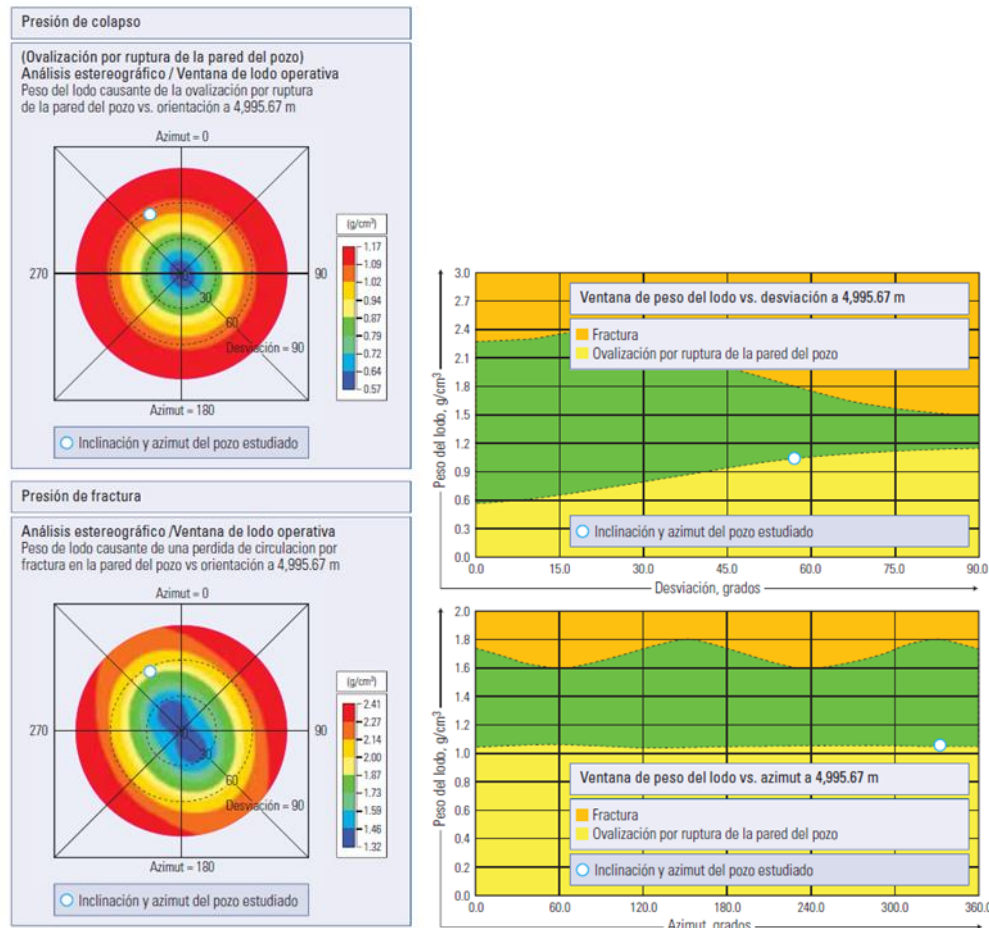 Presión de colapso
(Ovalización por ruptura de la pared del pozo)
Análisis estereográfico / Ventana de lodo operativa
Peso del lodo causante de la ovalización por ruptura
de la pared del pozo vs. orientación a 4,995.67 m
Azimut = 0
270
90
30
60
Desviación = 90
Azimut = 180
(g/cm³)
1.17
1.09
1.02
0.94
0.87
0.79
0.72
0.64
0.57
Inclinación y azimut del pozo estudiado
Presión de fractura
Análisis estereográfico /Ventana de lodo operativa
Peso de lodo causante de una perdida de circulacion por
fractura en la pared del pozo vs orientación a 4,995.67 m
Azimut = 0
270
90
0
30
60
Desviación = 90
Azimut = 180
(g/cm³)
2.41
2.27
2.14
2.00
1.87
1.73
1.59
1.46
1.32
Inclinación y azimut del pozo estudiado
Peso del lodo, g/cm³
3.0
2.7
2.4
2.1
1.8
1.5
1.2
0.9
0.6
0.3
0.0
Ventana de peso del lodo vs. desviación a 4,995.67 m
Fractura
Ovalización por ruptura de la pared del pozo
Inclinación y azimut del pozo estudiado
0.0 15.0 30.0 45.0 60.0 75.0 90.0
Desviación, grados
Peso del lodo, g/cm³
2.0
1.8
1.6
1.4
1.2
1.0
0.8
0.6
0.4
0.2
0.0
Ventana de peso del lodo vs. azimut a 4,995.67 m
Fractura
Ovalización por ruptura de la pared del pozo
Inclinación y azimut del pozo estudiado
0.0 60.0 120.0 180.0 240.0 300.0 360.0
Azimut, grados